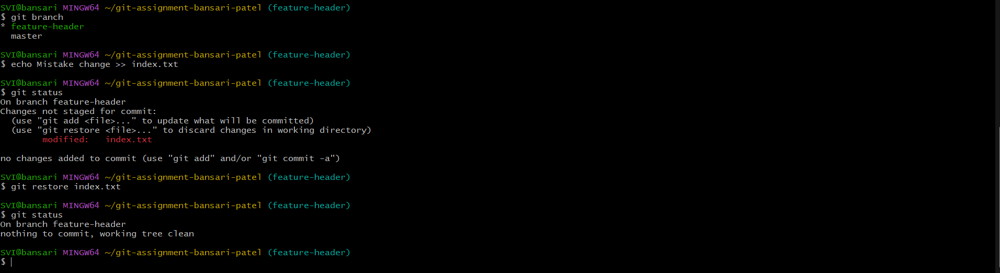 SVI@bansari MINGW64 ~/git-assignment-bansari-patel (feature-header)
$ git branch
* feature-header
  master

SVI@bansari MINGW64 ~/git-assignment-bansari-patel (feature-header)
$ echo Mistake change >> index.txt

SVI@bansari MINGW64 ~/git-assignment-bansari-patel (feature-header)
$ git status
On branch feature-header
Changes not staged for commit:
  (use "git add <file>..." to update what will be committed)
  (use "git restore <file>..." to discard changes in working directory)
        modified:   index.txt

no changes added to commit (use "git add" and/or "git commit -a")

SVI@bansari MINGW64 ~/git-assignment-bansari-patel (feature-header)
$ git restore index.txt

SVI@bansari MINGW64 ~/git-assignment-bansari-patel (feature-header)
$ git status
On branch feature-header
nothing to commit, working tree clean

SVI@bansari MINGW64 ~/git-assignment-bansari-patel (feature-header)
$